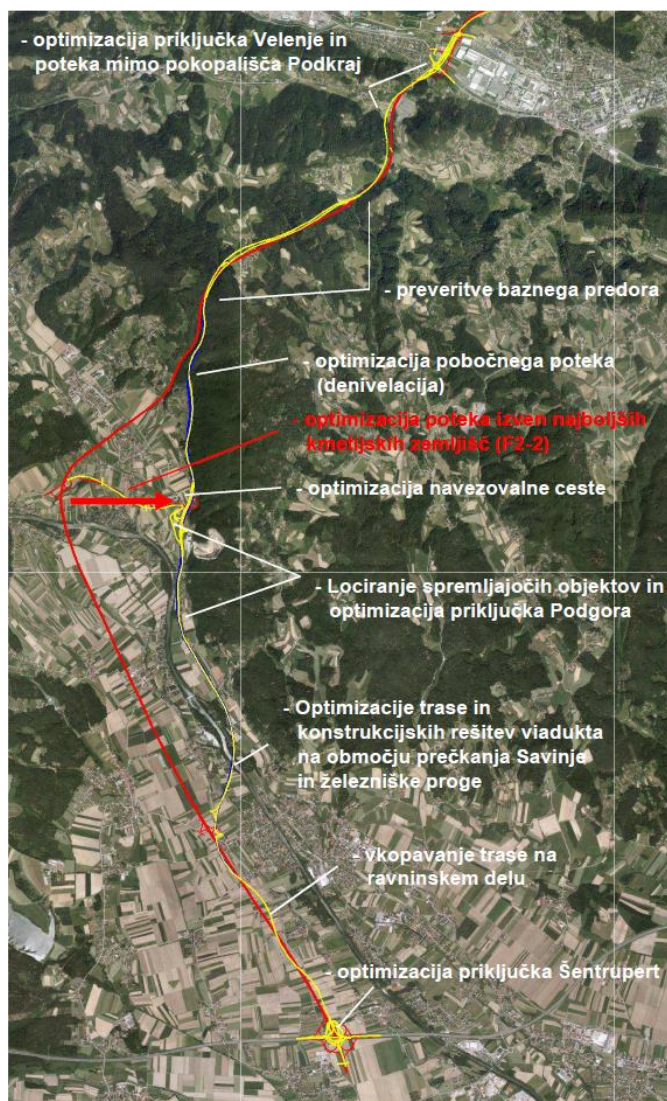 - optimizacija priključka Velenje in
poteka mimo pokopališča Podkraj
- preveritve baznega predora
- optimizacija pobočnega poteka
(denivelacija)
- optimizacija poteka izven najboljših
kmetijskih zemljišč (F2-2)
- optimizacija navezovalne ceste
- Lociranje spremljajočih objektov in
optimizacija priključka Podgora
- Optimizacije trase in
konstrukcijskih rešitev viadukta
na območju prečkanja Savinje
in železniške proge
- vkopavanje trase na
ravninskem delu
- optimizacija priključka Šentrupert